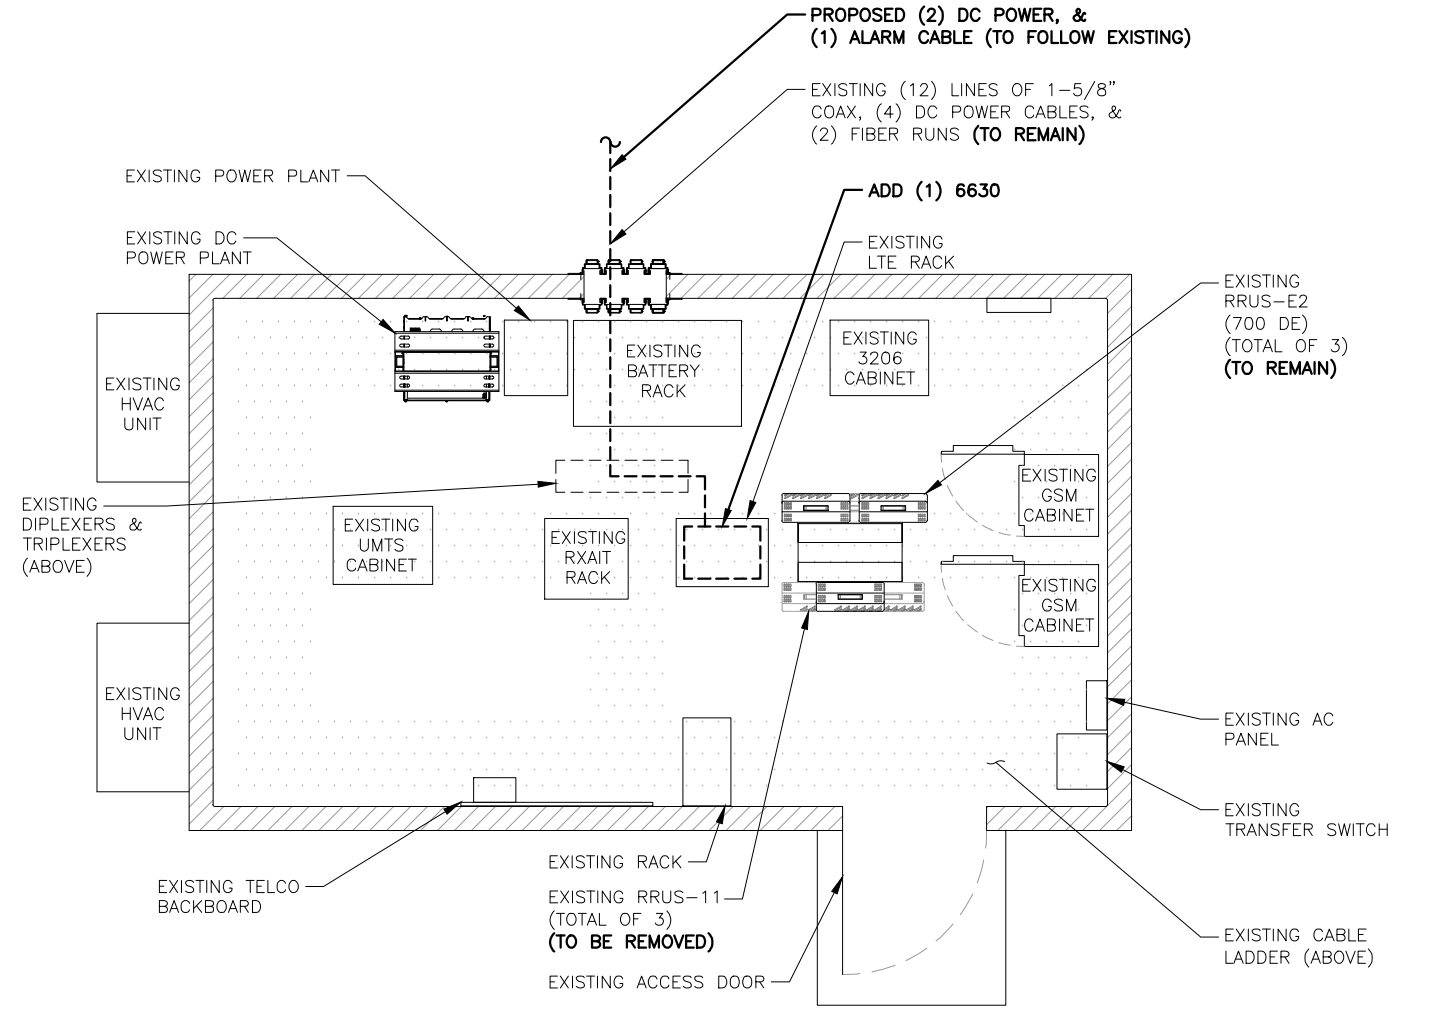 PROPOSED (2) DC POWER, &
(1) ALARM CABLE (TO FOLLOW EXISTING)
EXISTING (12) LINES OF 1-5/8"
COAX, (4) DC POWER CABLES, &
(2) FIBER RUNS (TO REMAIN)
EXISTING POWER PLANT
ADD (1) 6630
EXISTING DC
POWER PLANT
EXISTING
LTE RACK
EXISTING
RRUS-E2
(700 DE)
(TOTAL OF 3)
(TO REMAIN)
EXISTING
HVAC
UNIT
EXISTING
BATTERY
RACK
EXISTING
3206
CABINET
EXISTING
GSM
CABINET
EXISTING
DIPLEXERS &
TRIPLEXERS
(ABOVE)
EXISTING
UMTS
CABINET
EXISTING
RXAIT
RACK
EXISTING
GSM
CABINET
EXISTING
HVAC
UNIT
EXISTING AC
PANEL
EXISTING
TRANSFER SWITCH
EXISTING TELCO
BACKBOARD
EXISTING RACK
EXISTING RRUS-11
(TOTAL OF 3)
(TO BE REMOVED)
EXISTING ACCESS DOOR
EXISTING CABLE
LADDER (ABOVE)